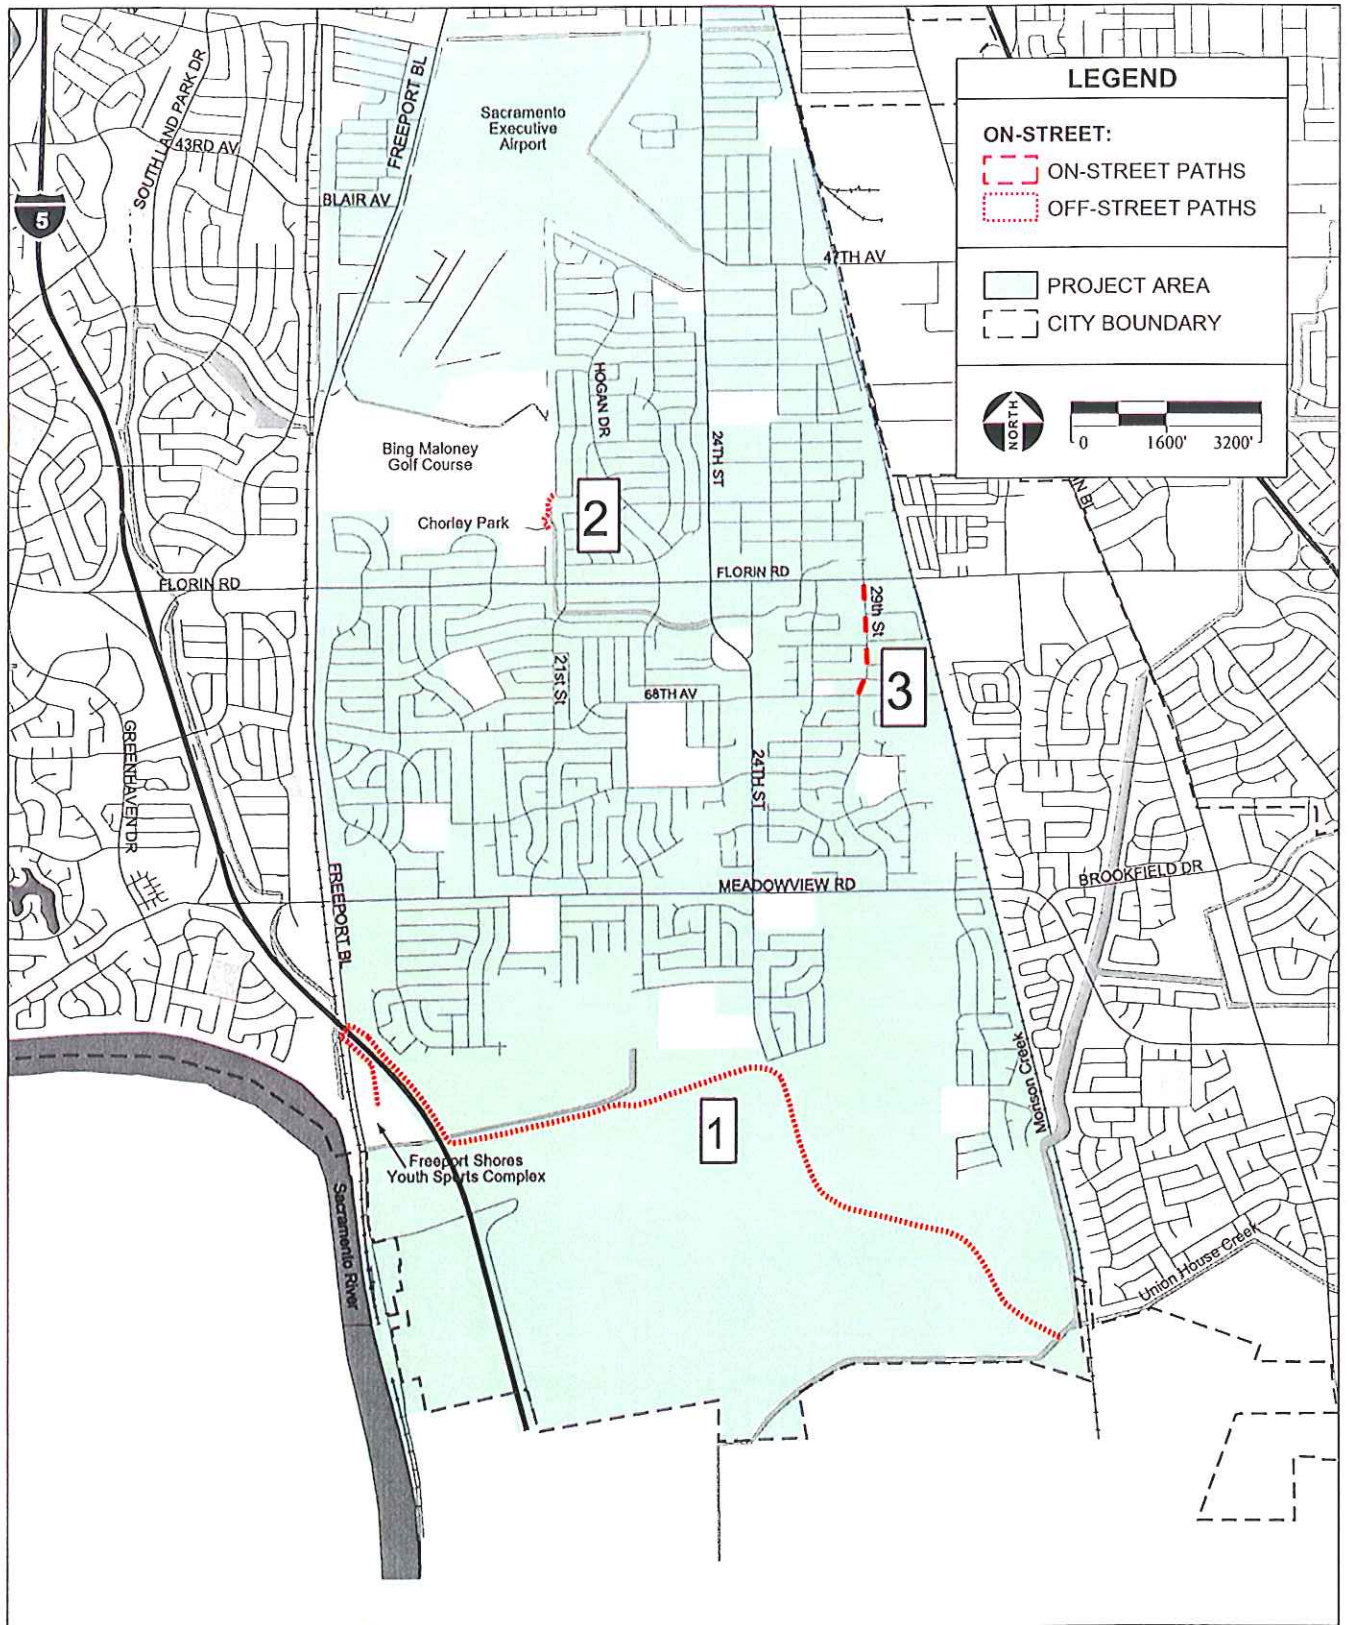 LEGEND
ON-STREET:
ON-STREET PATHS
OFF-STREET PATHS
PROJECT AREA
CITY BOUNDARY
NORTH
0 1600' 3200'
SOUTH LAND PARK DR
FREEPORT BL
Sacramento
Executive
Airport
43RD AV
BLAIR AV
5
47TH AV
HOGAN DR
24TH ST
Bing Maloney
Golf Course
2
Chorley Park
FLORIN RD
FLORIN RD
29th St
21st St
68TH AV
3
GREENHAVEN DR
24TH ST
FREEPORT BL
MEADOWVIEW RD
BROOKFIELD DR
Morrison Creek
1
Freeport Shores
Youth Sports Complex
Sacramento River
Union House Creek